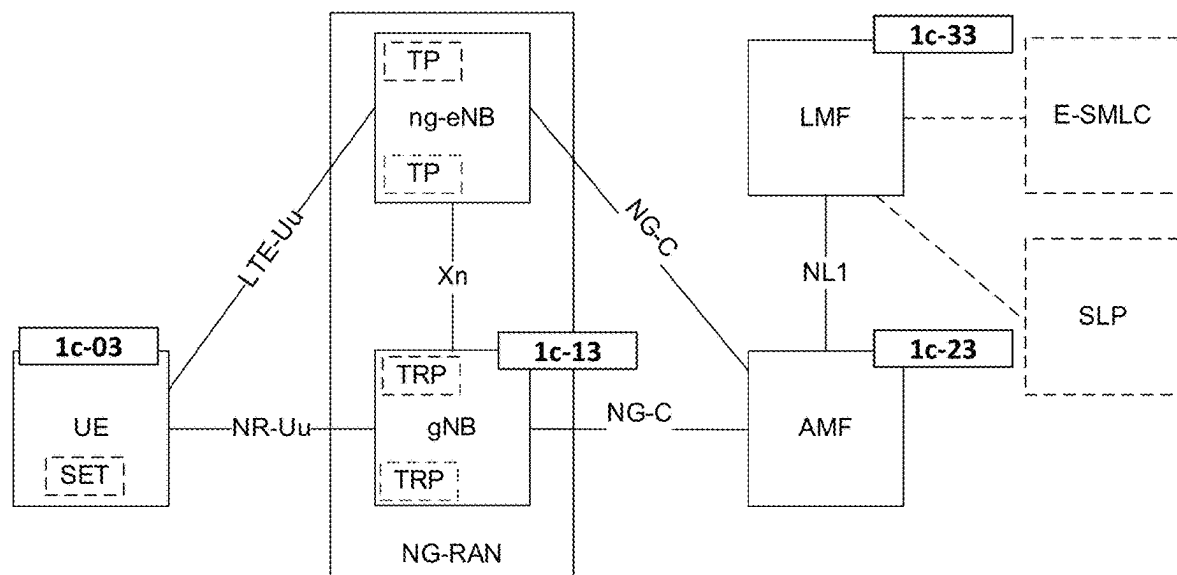 1c-33
TP
ng-eNB
TP
LMF
E-SMLC
LTE-Uu
NG-C
Xn
NL1
SLP
1c-03
1c-13
1c-23
TRP
UE
NR-Uu
gNB
NG-C
AMF
SET
TRP
NG-RAN